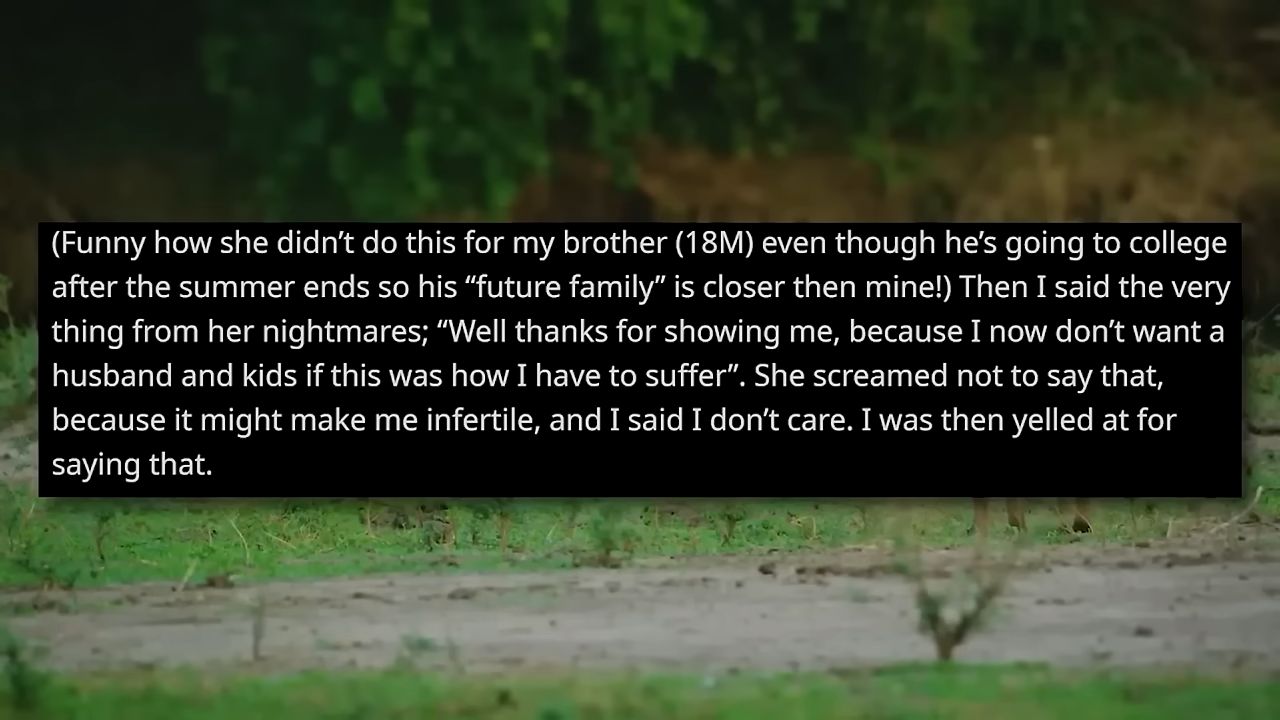 (Funny how she didn’t do this for my brother (18M) even though he’s going to college
after the summer ends so his “future family” is closer then mine!) Then I said the very
thing from her nightmares; “Well thanks for showing me, because I now don’t want a
husband and kids if this was how I have to suffer”. She screamed not to say that,
because it might make me infertile, and I said I don’t care. I was then yelled at for
saying that.